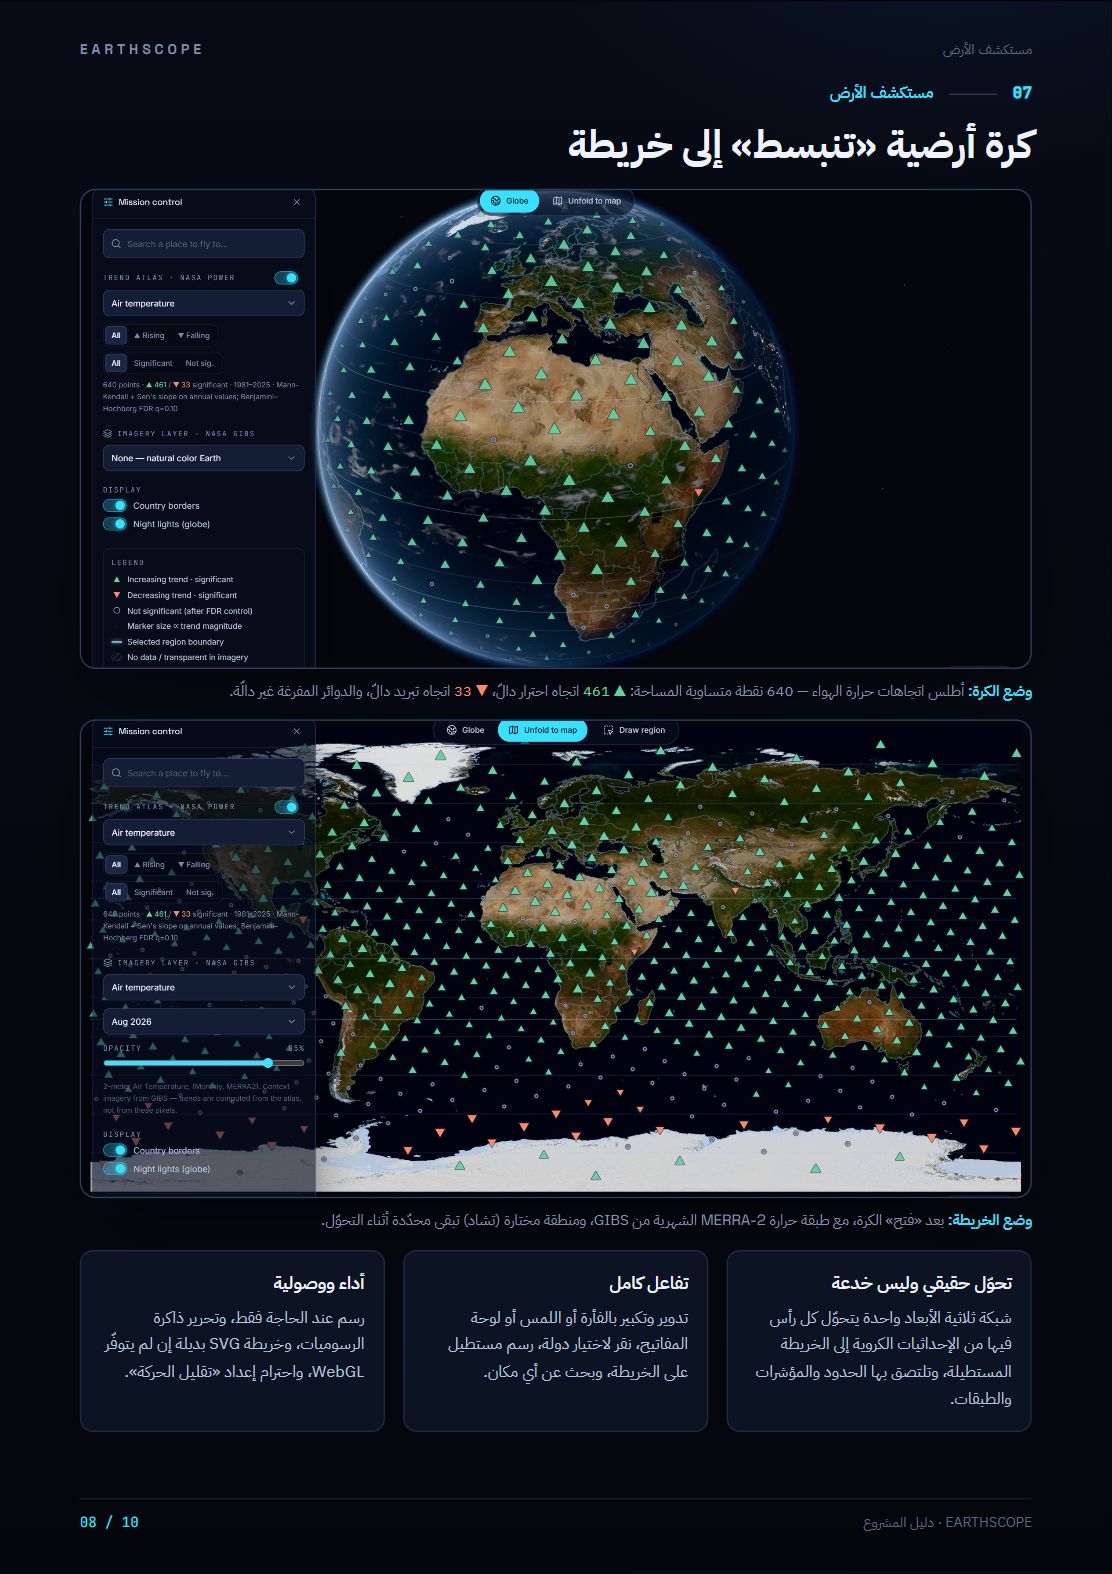 EARTHSCOPE
مستكشف الأرض
07 مستكشف الأرض
كرة أرضية «تنبسط» إلى خريطة
Mission control
Search a place to fly to...
TREND ATLAS · NASA POWER
Air temperature
All ▲ Rising ▼ Falling
All Significant Not sig.
640 points · ▲ 461 / ▼ 33 significant · 1981–2025 · Mann-
Kendall + Sen's slope on annual values; Benjamini–
Hochberg FDR q=0.10
IMAGERY LAYER · NASA GIBS
None — natural color Earth
DISPLAY
Country borders
Night lights (globe)
LEGEND
Increasing trend · significant
Decreasing trend · significant
Not significant (after FDR control)
Marker size ∝ trend magnitude
Selected region boundary
No data / transparent in imagery
Globe
Unfold to map
وضع الكرة: أطلس اتجاهات حرارة الهواء — 640 نقطة متساوية المساحة: ▲ 461 اتجاه احترار دالّ، ▼ 33 اتجاه تبريد دالّ، والدوائر المفرغة غير دالّة.
Mission control
Search a place to fly to...
TREND ATLAS · NASA POWER
Air temperature
All ▲ Rising ▼ Falling
All Significant Not sig.
640 points · ▲ 461 / ▼ 33 significant · 1981–2025 · Mann-
Kendall + Sen's slope on annual values; Benjamini–
Hochberg FDR q=0.10
IMAGERY LAYER · NASA GIBS
Air temperature
Aug 2026
OPACITY 85%
2-meter Air Temperature, (Monthly, MERRA2). Context
imagery from GIBS — trends are computed from the atlas,
not from these pixels.
DISPLAY
Country borders
Night lights (globe)
Globe
Unfold to map
Draw region
وضع الخريطة: بعد «فتح» الكرة، مع طبقة حرارة MERRA-2 الشهرية من GIBS، ومنطقة مختارة (تشاد) تبقى محدّدة أثناء التحوّل.
تحوّل حقيقي وليس خدعة
شبكة ثلاثية الأبعاد واحدة يتحوّل كل رأس
فيها من الإحداثيات الكروية إلى الخريطة
المستطيلة، وتلتصق بها الحدود والمؤشرات
والطبقات.
تفاعل كامل
تدوير وتكبير بالفأرة أو اللمس أو لوحة
المفاتيح، نقر لاختيار دولة، رسم مستطيل
على الخريطة، وبحث عن أي مكان.
أداء ووصولية
رسم عند الحاجة فقط، وتحرير ذاكرة
الرسوميات، وخريطة SVG بديلة إن لم يتوفّر
WebGL، واحترام إعداد «تقليل الحركة».
EARTHSCOPE · دليل المشروع
08 / 10